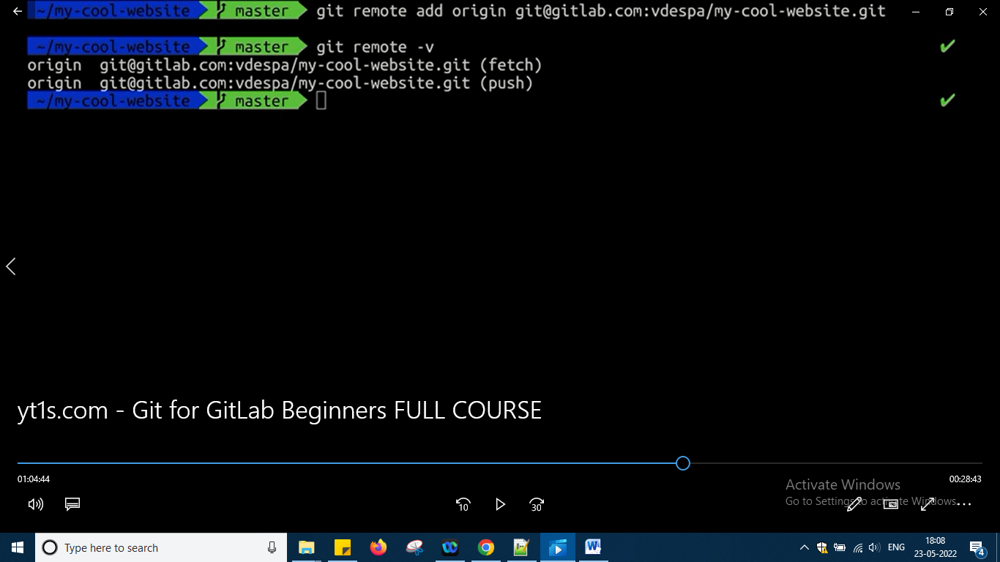 ~/my-cool-website master git remote add origin git@gitlab.com:vdespa/my-cool-website.git
~/my-cool-website master git remote -v
origin  git@gitlab.com:vdespa/my-cool-website.git (fetch)
origin  git@gitlab.com:vdespa/my-cool-website.git (push)
~/my-cool-website master
yt1s.com - Git for GitLab Beginners FULL COURSE
01:04:44
00:28:43
Activate Windows
Go to Settings to activate Windows.
10
30
Type here to search
ENG
18:08
23-05-2022
4